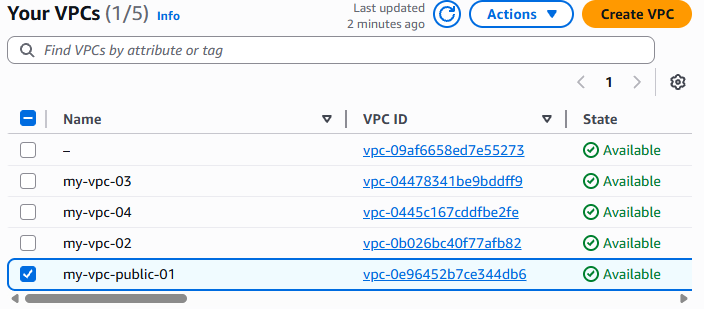 Your VPCs (1/5) Info
Last updated
2 minutes ago
Actions
Create VPC
Find VPCs by attribute or tag
1
Name VPC ID State
– vpc-09af6658ed7e55273 Available
my-vpc-03 vpc-04478341be9bddff9 Available
my-vpc-04 vpc-0445c167cddfbe2fe Available
my-vpc-02 vpc-0b026bc40f77afb82 Available
my-vpc-public-01 vpc-0e96452b7ce344db6 Available